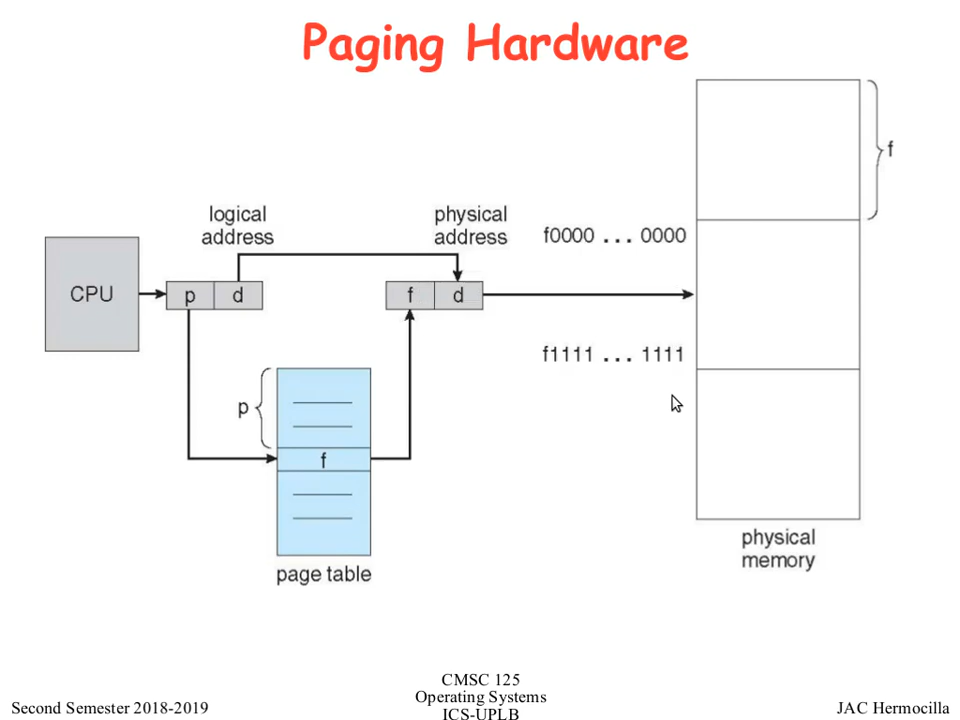 Paging Hardware
f
logical
address
physical
address
f0000 ... 0000
CPU
p
d
f
d
f1111 ... 1111
p
f
page table
physical
memory
CMSC 125
Operating Systems
ICS-UPLB
Second Semester 2018-2019
JAC Hermocilla